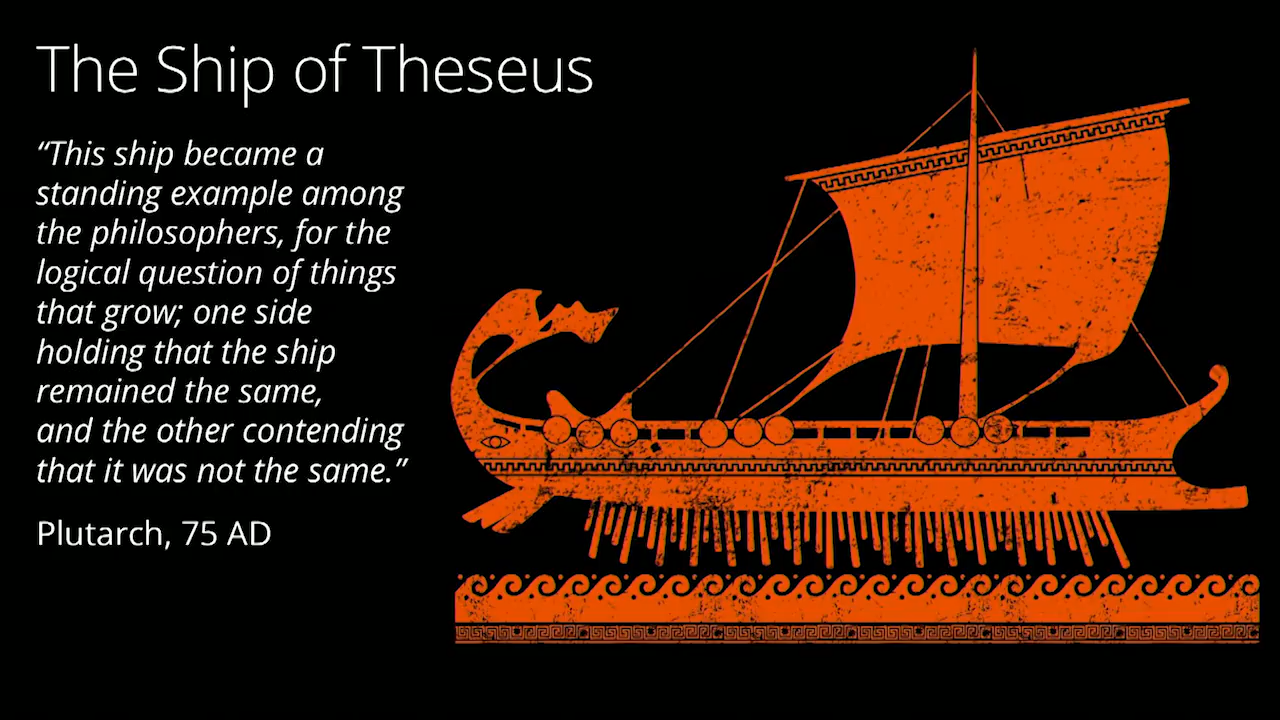 The Ship of Theseus
“This ship became a
standing example among
the philosophers, for the
logical question of things
that grow; one side
holding that the ship
remained the same,
and the other contending
that it was not the same.”
Plutarch, 75 AD